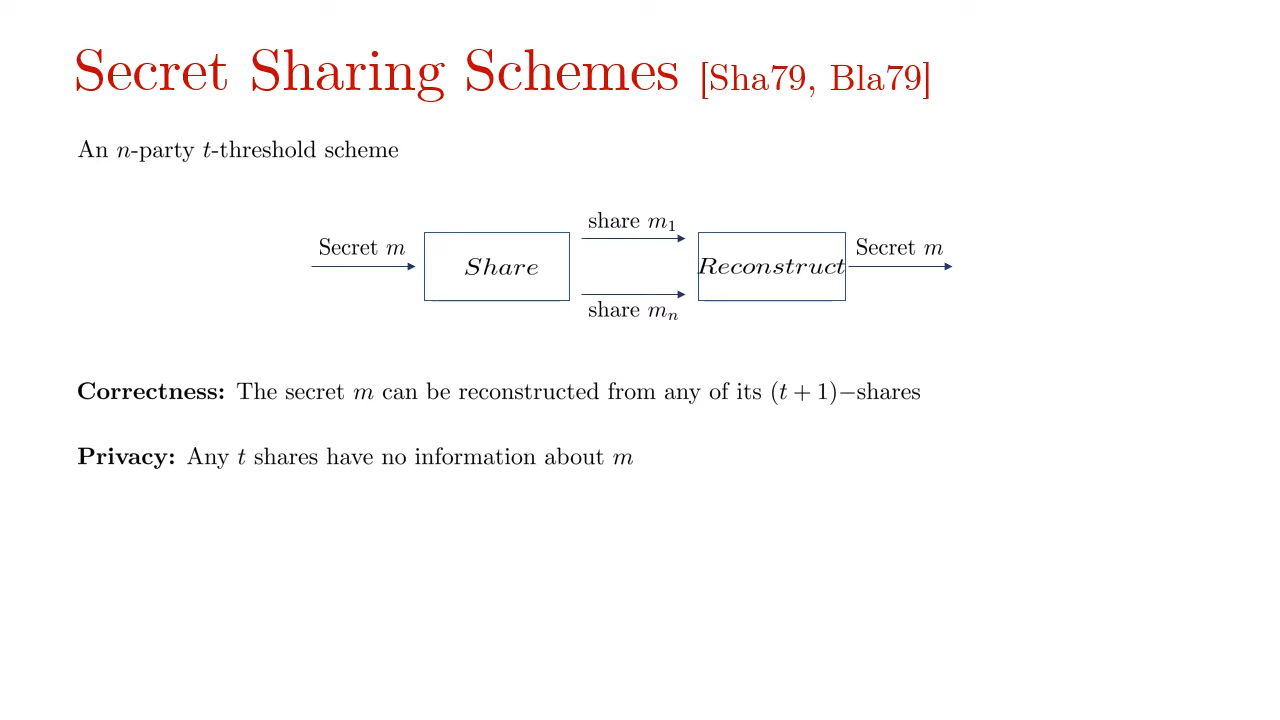 Secret Sharing Schemes [Sha79, Bla79]
An n-party t-threshold scheme
share m₁
Secret m
Share
Reconstruct
Secret m
share mₙ
Correctness: The secret m can be reconstructed from any of its (t + 1)−shares
Privacy: Any t shares have no information about m